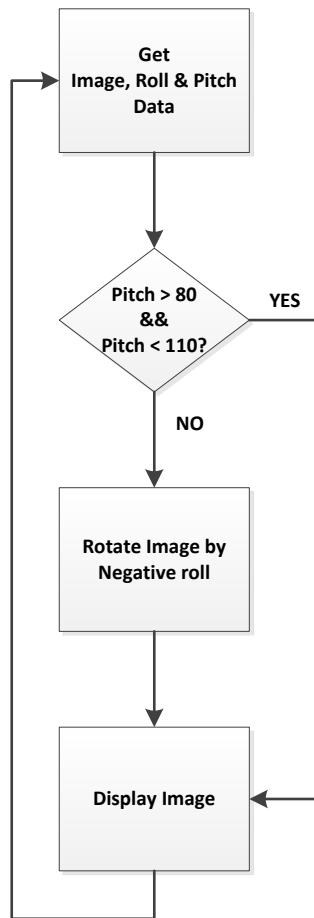 Get
Image, Roll & Pitch
Data
Pitch > 80
&&
Pitch < 110?
YES
NO
Rotate Image by
Negative roll
Display Image